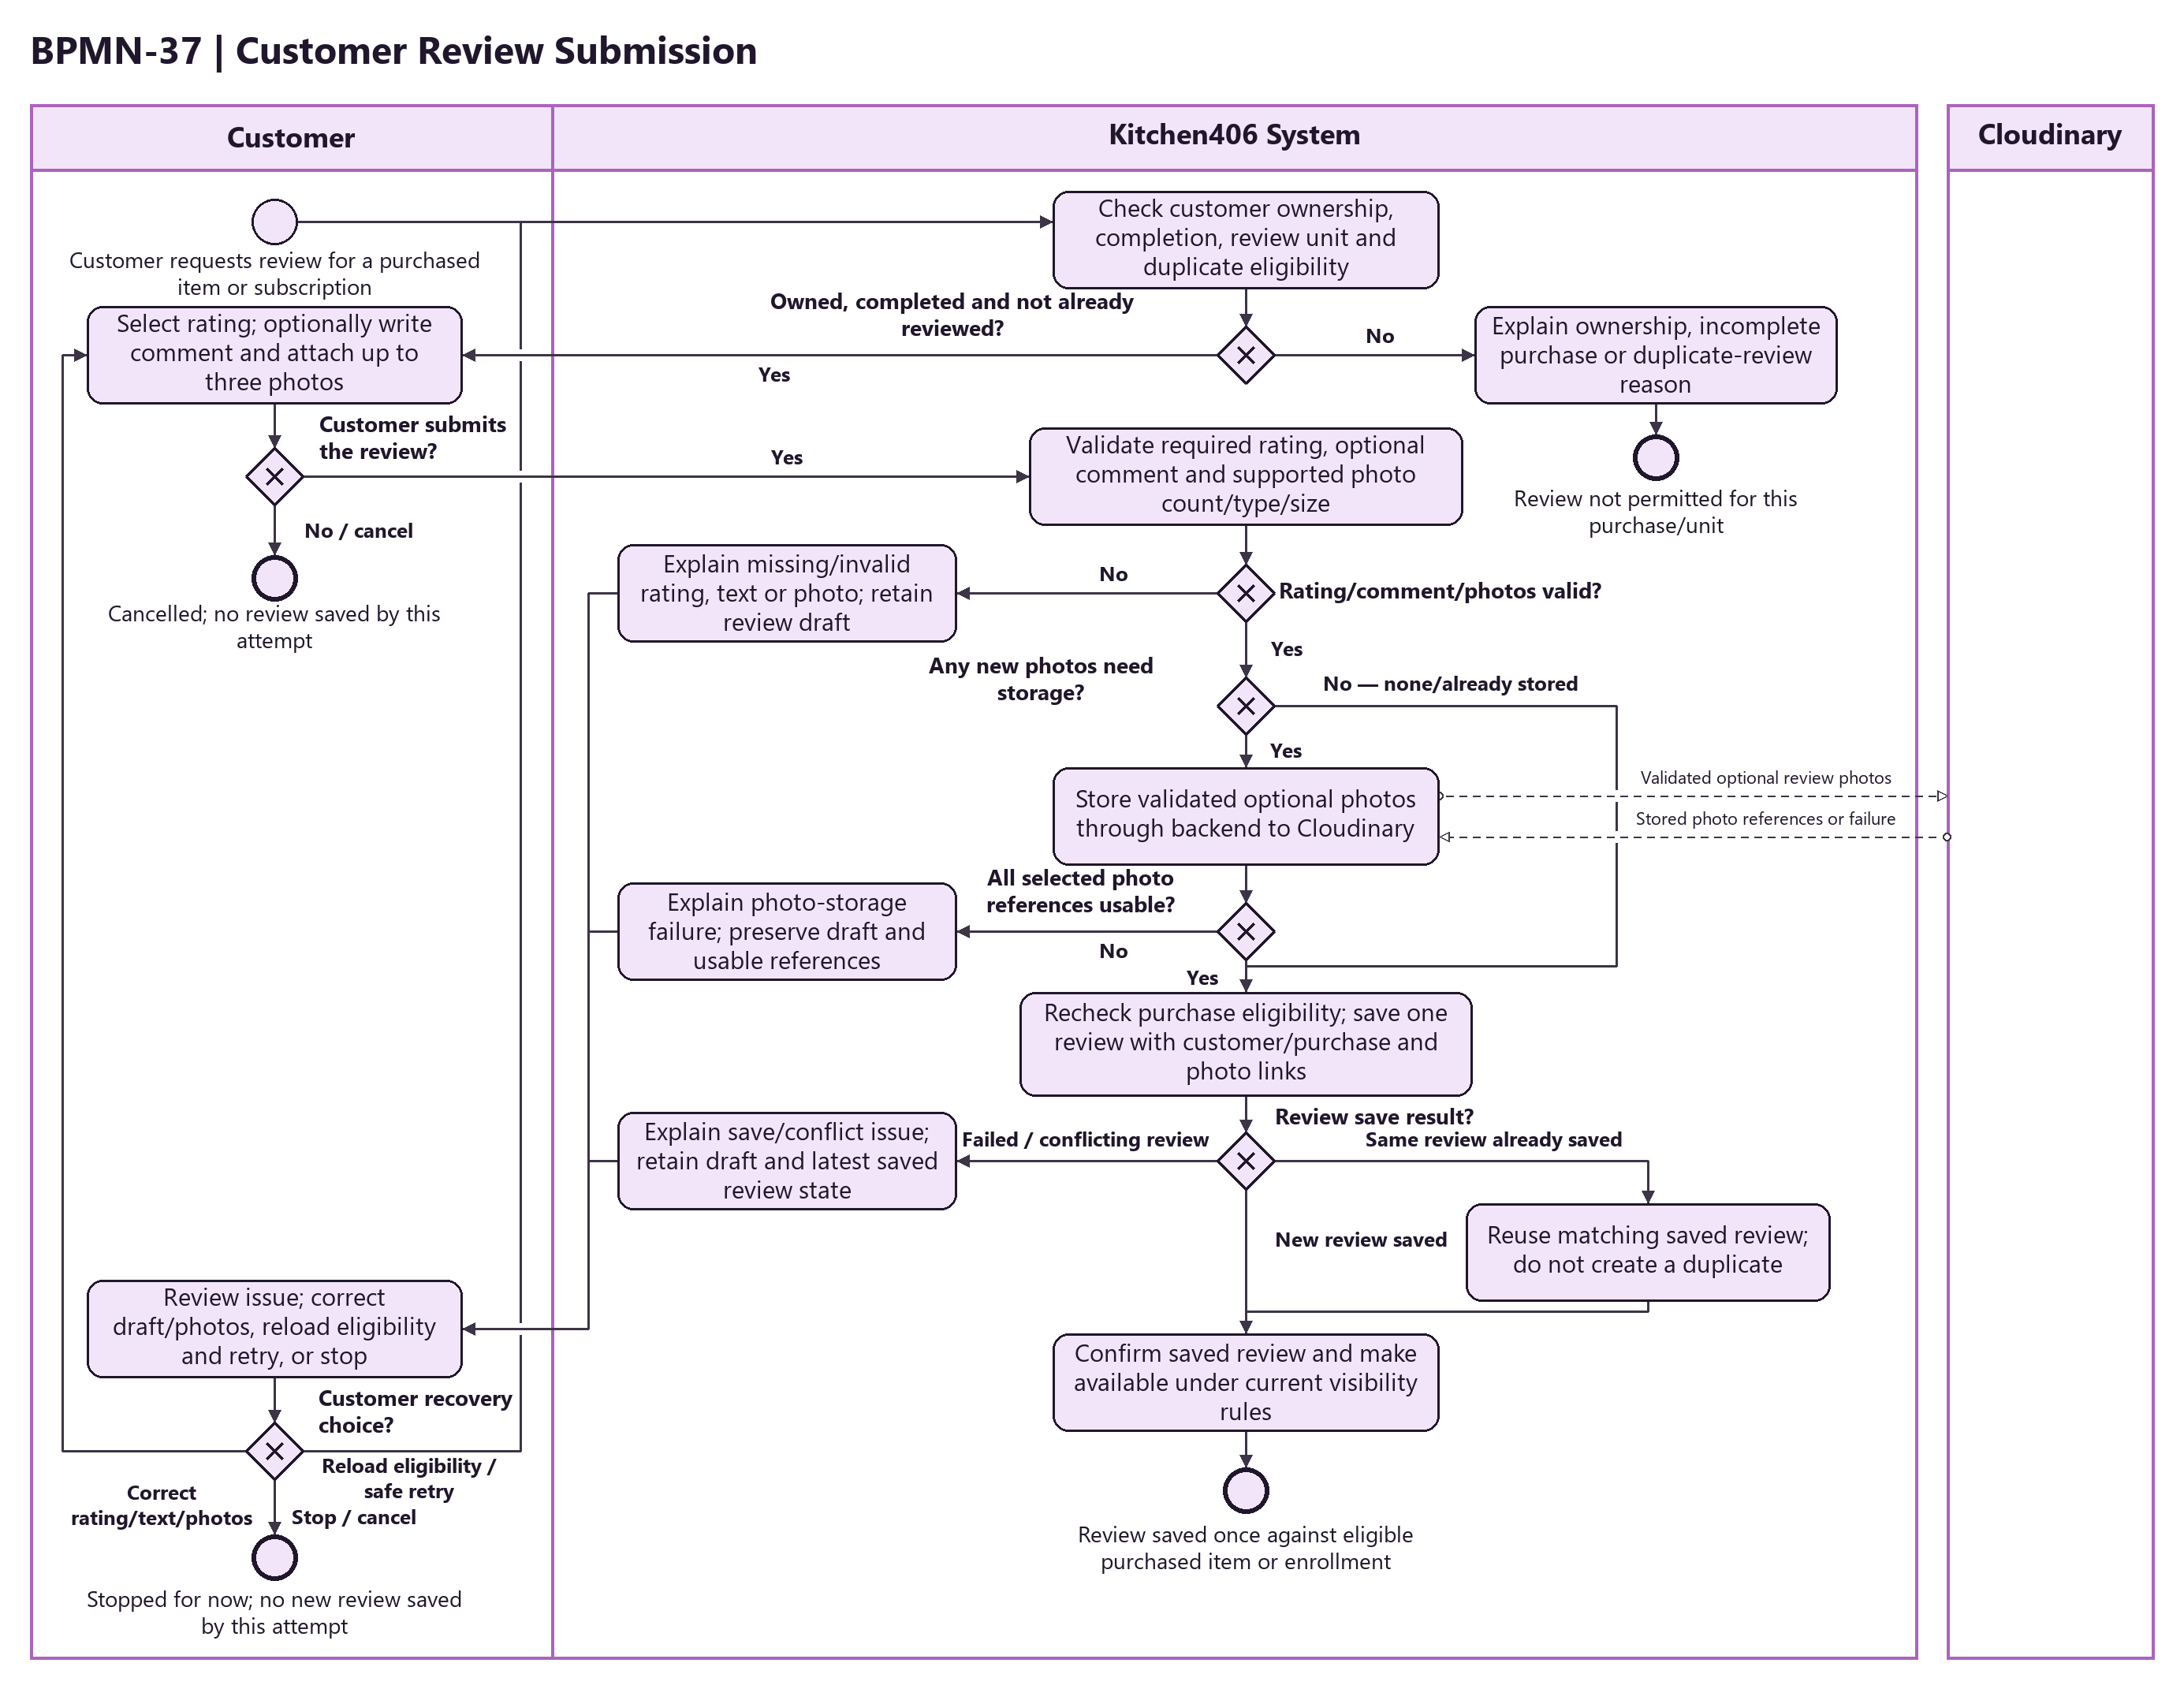 BPMN-37 | Customer Review Submission
Customer
Kitchen406 System
Cloudinary
Customer requests review for a purchased
item or subscription
Check customer ownership,
completion, review unit and
duplicate eligibility
Owned, completed and not already
reviewed?
No
Yes
Explain ownership, incomplete
purchase or duplicate-review
reason
Review not permitted for this
purchase/unit
Select rating; optionally write
comment and attach up to
three photos
Customer submits
the review?
Yes
No / cancel
Cancelled; no review saved by this
attempt
Validate required rating, optional
comment and supported photo
count/type/size
Rating/comment/photos valid?
No
Explain missing/invalid
rating, text or photo; retain
review draft
Yes
Any new photos need
storage?
No — none/already stored
Yes
Store validated optional photos
through backend to Cloudinary
Validated optional review photos
Stored photo references or failure
All selected photo
references usable?
No
Explain photo-storage
failure; preserve draft and
usable references
Yes
Recheck purchase eligibility; save one
review with customer/purchase and
photo links
Review save result?
Failed / conflicting review
Same review already saved
Explain save/conflict issue;
retain draft and latest saved
review state
New review saved
Reuse matching saved review;
do not create a duplicate
Review issue; correct
draft/photos, reload eligibility
and retry, or stop
Confirm saved review and make
available under current visibility
rules
Customer recovery
choice?
Reload eligibility /
safe retry
Correct
rating/text/photos
Stop / cancel
Review saved once against eligible
purchased item or enrollment
Stopped for now; no new review saved
by this attempt